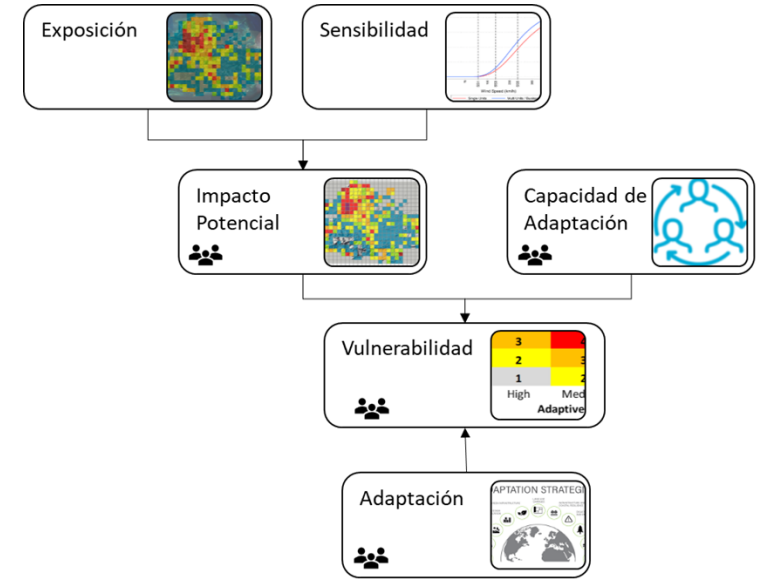 Exposición
Sensibilidad
Impacto
Potencial
Capacidad de
Adaptación
Vulnerabilidad
3
4
2
3
1
2
High
Med
Adaptive
Adaptación
APTATION STRATEGI